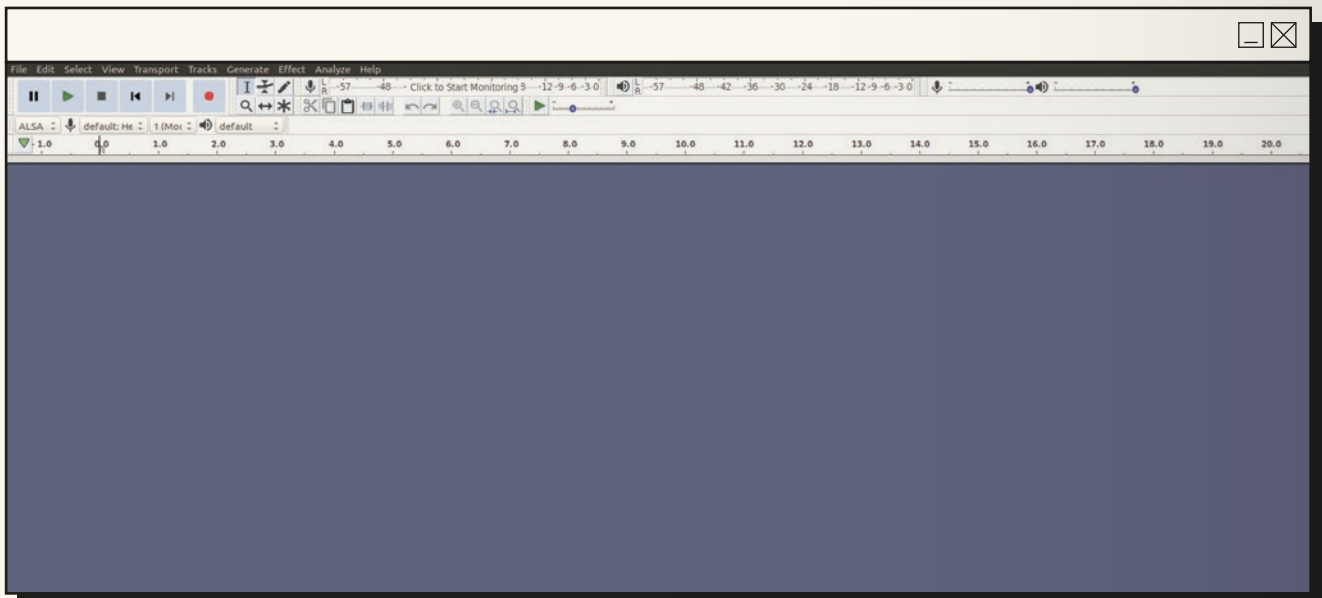 File Edit Select View Transport Tracks Generate Effect Analyze Help
L R -57 -48 - Click to Start Monitoring 3 -12 -9 -6 -3 0 L R -57 -48 -42 -36 -30 -24 -18 -12 -9 -6 -3 0
ALSA default: He 1 (Mor default
-1.0 0.0 1.0 2.0 3.0 4.0 5.0 6.0 7.0 8.0 9.0 10.0 11.0 12.0 13.0 14.0 15.0 16.0 17.0 18.0 19.0 20.0